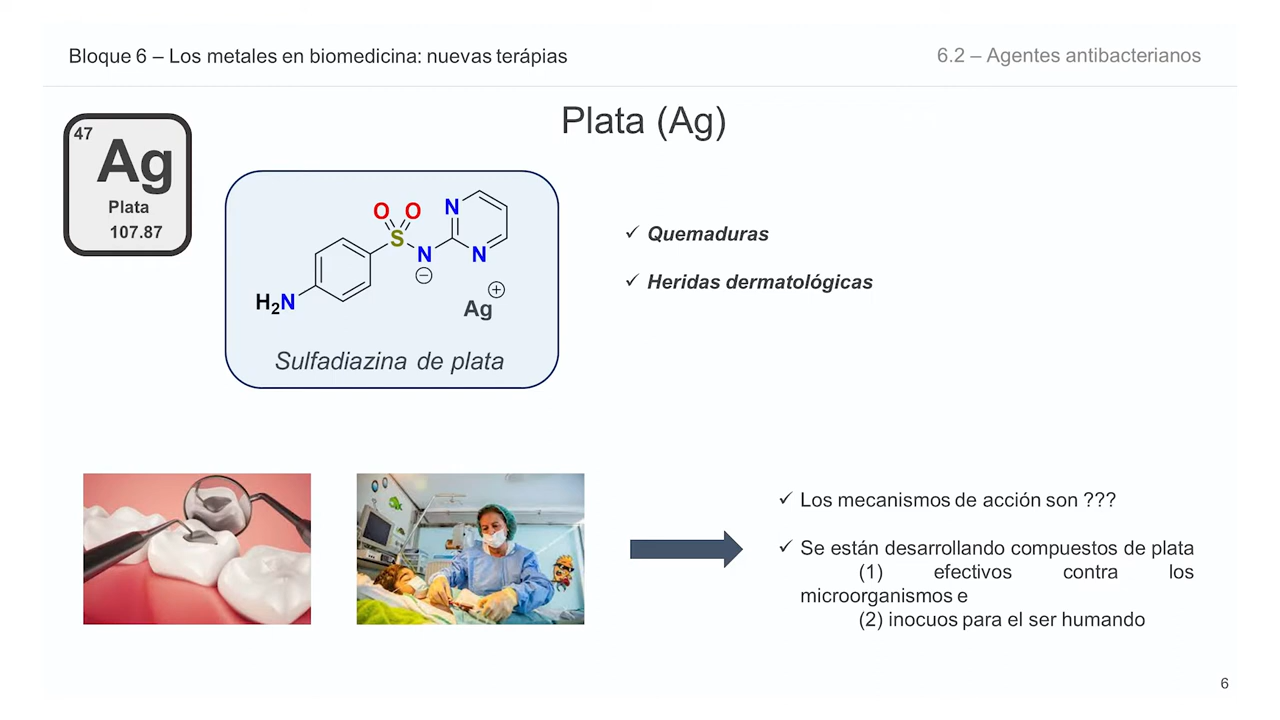 Bloque 6 – Los metales en biomedicina: nuevas terápias
6.2 – Agentes antibacterianos
Plata (Ag)
47
Ag
Plata
107.87
O O N
S N N
−
H2N
Ag +
Sulfadiazina de plata
✓ Quemaduras
✓ Heridas dermatológicas
✓ Los mecanismos de acción son ???
✓ Se están desarrollando compuestos de plata
(1) efectivos contra los
microorganismos e
(2) inocuos para el ser humando
6